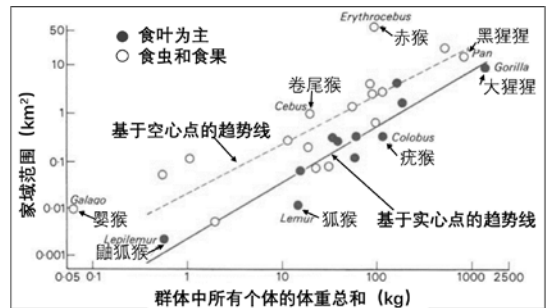 食叶为主
食虫和食果
Erythrocebus
赤猴
黑猩猩
Pan
Gorilla
大猩猩
卷尾猴
Cebus
基于空心点的趋势线
Colobus
疣猴
Galago
婴猴
Lepilemur
鼬狐猴
Lemur
狐猴
基于实心点的趋势线
家域范围 (km²)
50
10
1
0·1
0·01
0·001
0·05 0·1 1 10 100 1000 2500
群体中所有个体的体重总和 (kg)